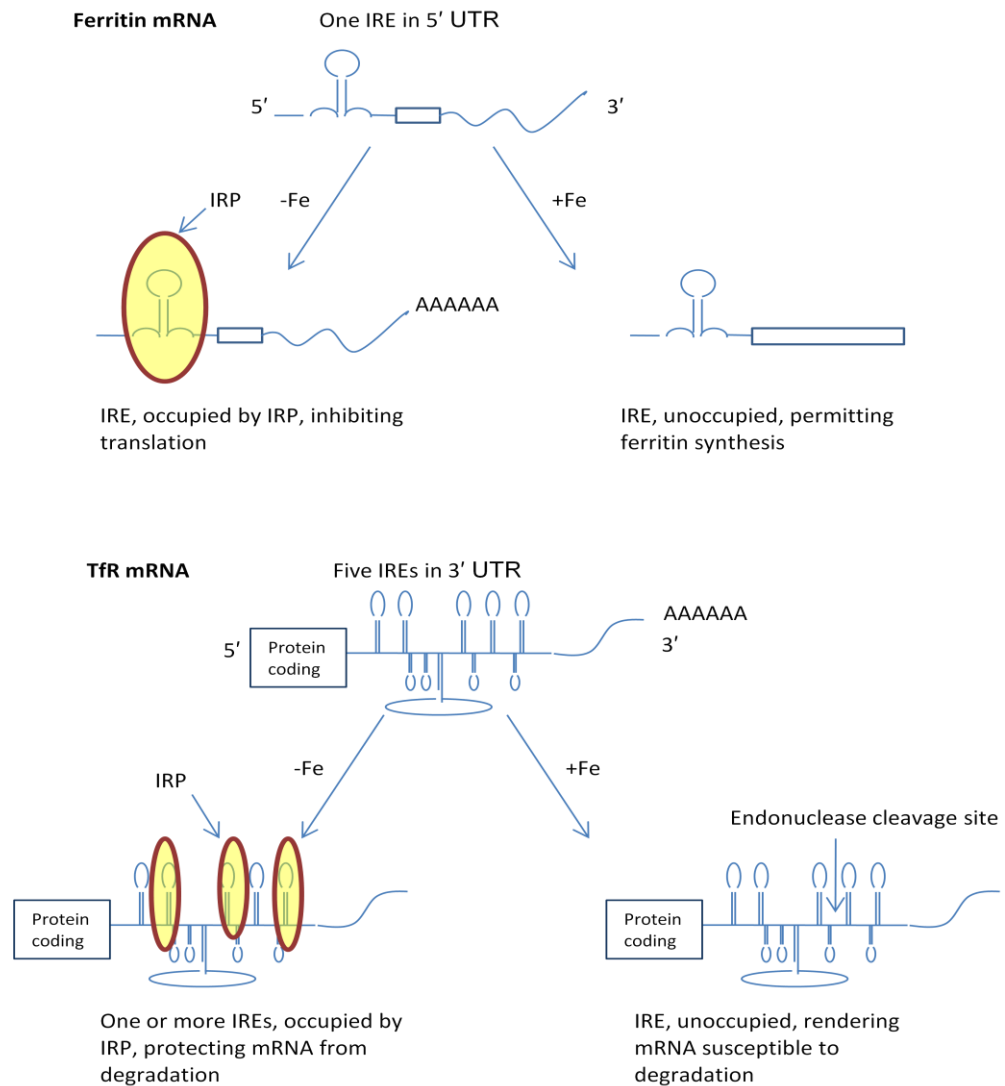 Ferritin mRNA
One IRE in 5′ UTR
5′
3′
IRP
-Fe
+Fe
AAAAAA
IRE, occupied by IRP, inhibiting
translation
IRE, unoccupied, permitting
ferritin synthesis
TfR mRNA
Five IREs in 3′ UTR
AAAAAA
5′
Protein
coding
3′
IRP
-Fe
+Fe
Endonuclease cleavage site
Protein
coding
Protein
coding
One or more IREs, occupied by
IRP, protecting mRNA from
degradation
IRE, unoccupied, rendering
mRNA susceptible to
degradation